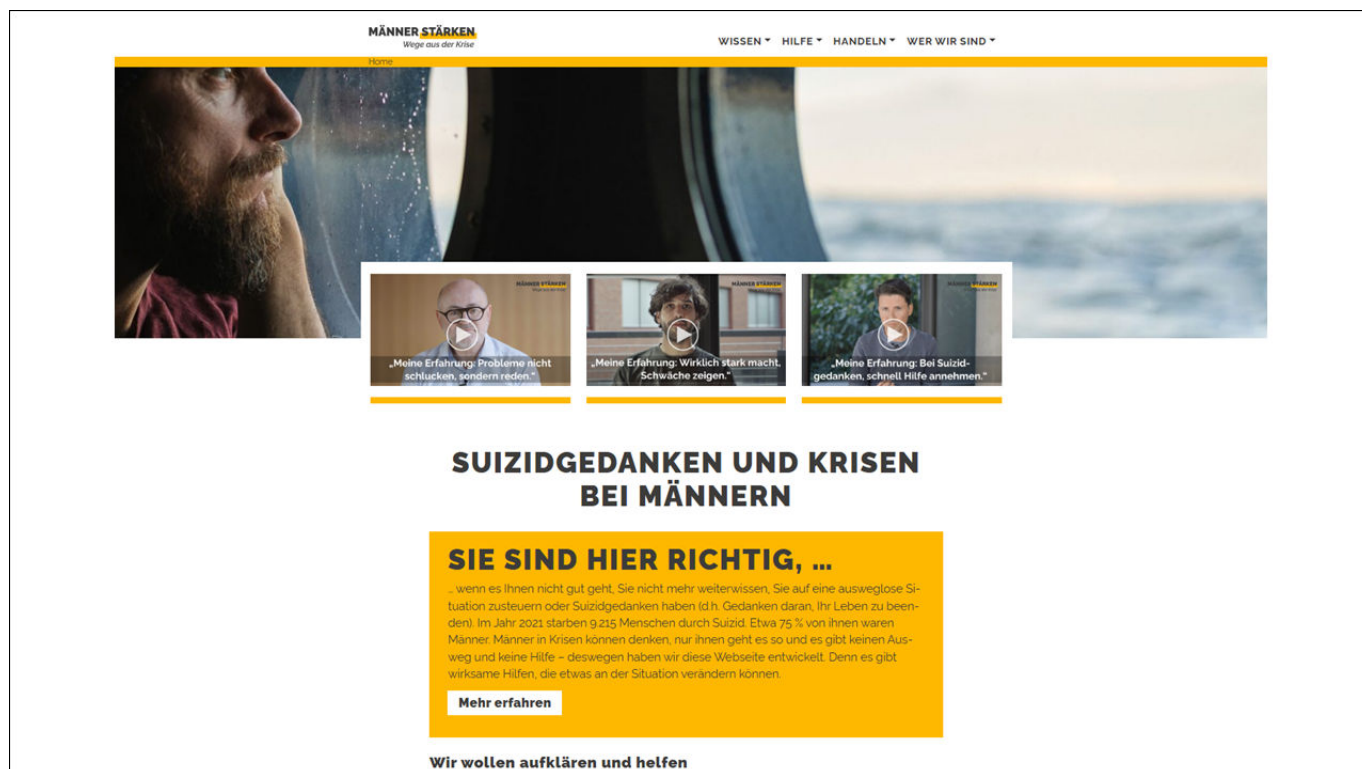 MÄNNER STÄRKEN
Wege aus der Krise
WISSEN HILFE HANDELN WER WIR SIND
Home
MÄNNER STÄRKEN
„Meine Erfahrung: Probleme nicht
schlucken, sondern reden.“
MÄNNER STÄRKEN
„Meine Erfahrung: Wirklich stark macht,
Schwäche zeigen.“
MÄNNER STÄRKEN
„Meine Erfahrung: Bei Suizid-
gedanken, schnell Hilfe annehmen.“
SUIZIDGEDANKEN UND KRISEN
BEI MÄNNERN
SIE SIND HIER RICHTIG, ...
... wenn es Ihnen nicht gut geht, Sie nicht mehr weiterwissen, Sie auf eine ausweglose Si-
tuation zusteuern oder Suizidgedanken haben (d.h. Gedanken daran, Ihr Leben zu been-
den). Im Jahr 2021 starben 9.215 Menschen durch Suizid. Etwa 75 % von ihnen waren
Männer. Männer in Krisen können denken, nur ihnen geht es so und es gibt keinen Aus-
weg und keine Hilfe – deswegen haben wir diese Webseite entwickelt. Denn es gibt
wirksame Hilfen, die etwas an der Situation verändern können.
Mehr erfahren
Wir wollen aufklären und helfen